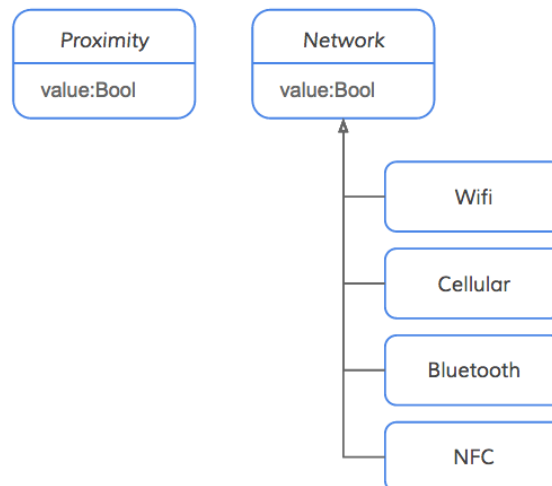 Proximity
value:Bool
Network
value:Bool
Wifi
Cellular
Bluetooth
NFC